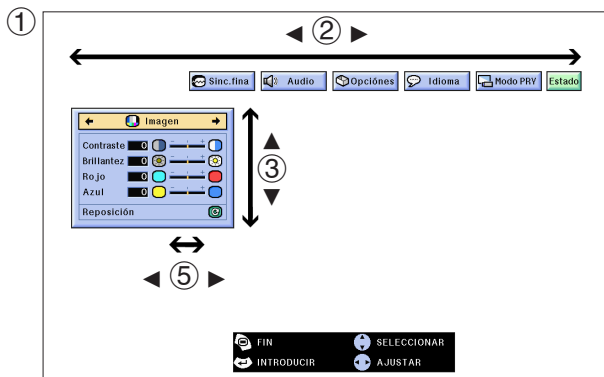 ①
◀ ② ▶
Sinc.fina Audio Opciónes Idioma Modo PRY Estado
Imagen
Contraste 0
Brillantez 0
Rojo 0
Azul 0
Reposición
▲
③
▼
◀ ⑤ ▶
FIN SELECCIONAR
INTRODUCIR AJUSTAR